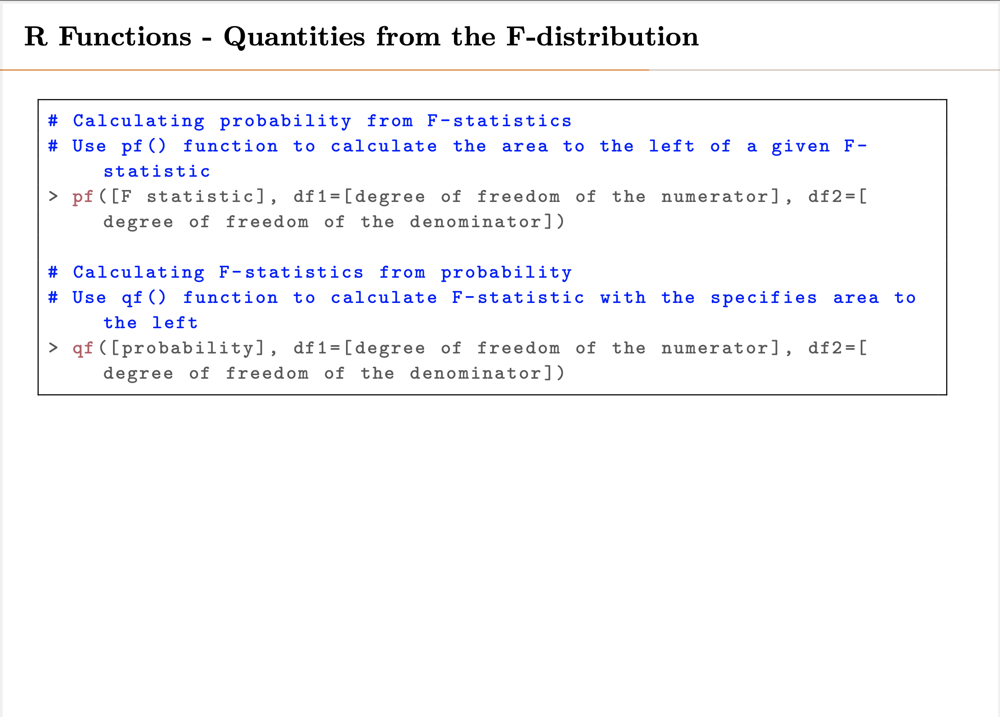 R Functions - Quantities from the F-distribution
# Calculating probability from F-statistics
# Use pf() function to calculate the area to the left of a given F-
statistic
> pf([F statistic], df1=[degree of freedom of the numerator], df2=[
degree of freedom of the denominator])
# Calculating F-statistics from probability
# Use qf() function to calculate F-statistic with the specifies area to
the left
> qf([probability], df1=[degree of freedom of the numerator], df2=[
degree of freedom of the denominator])